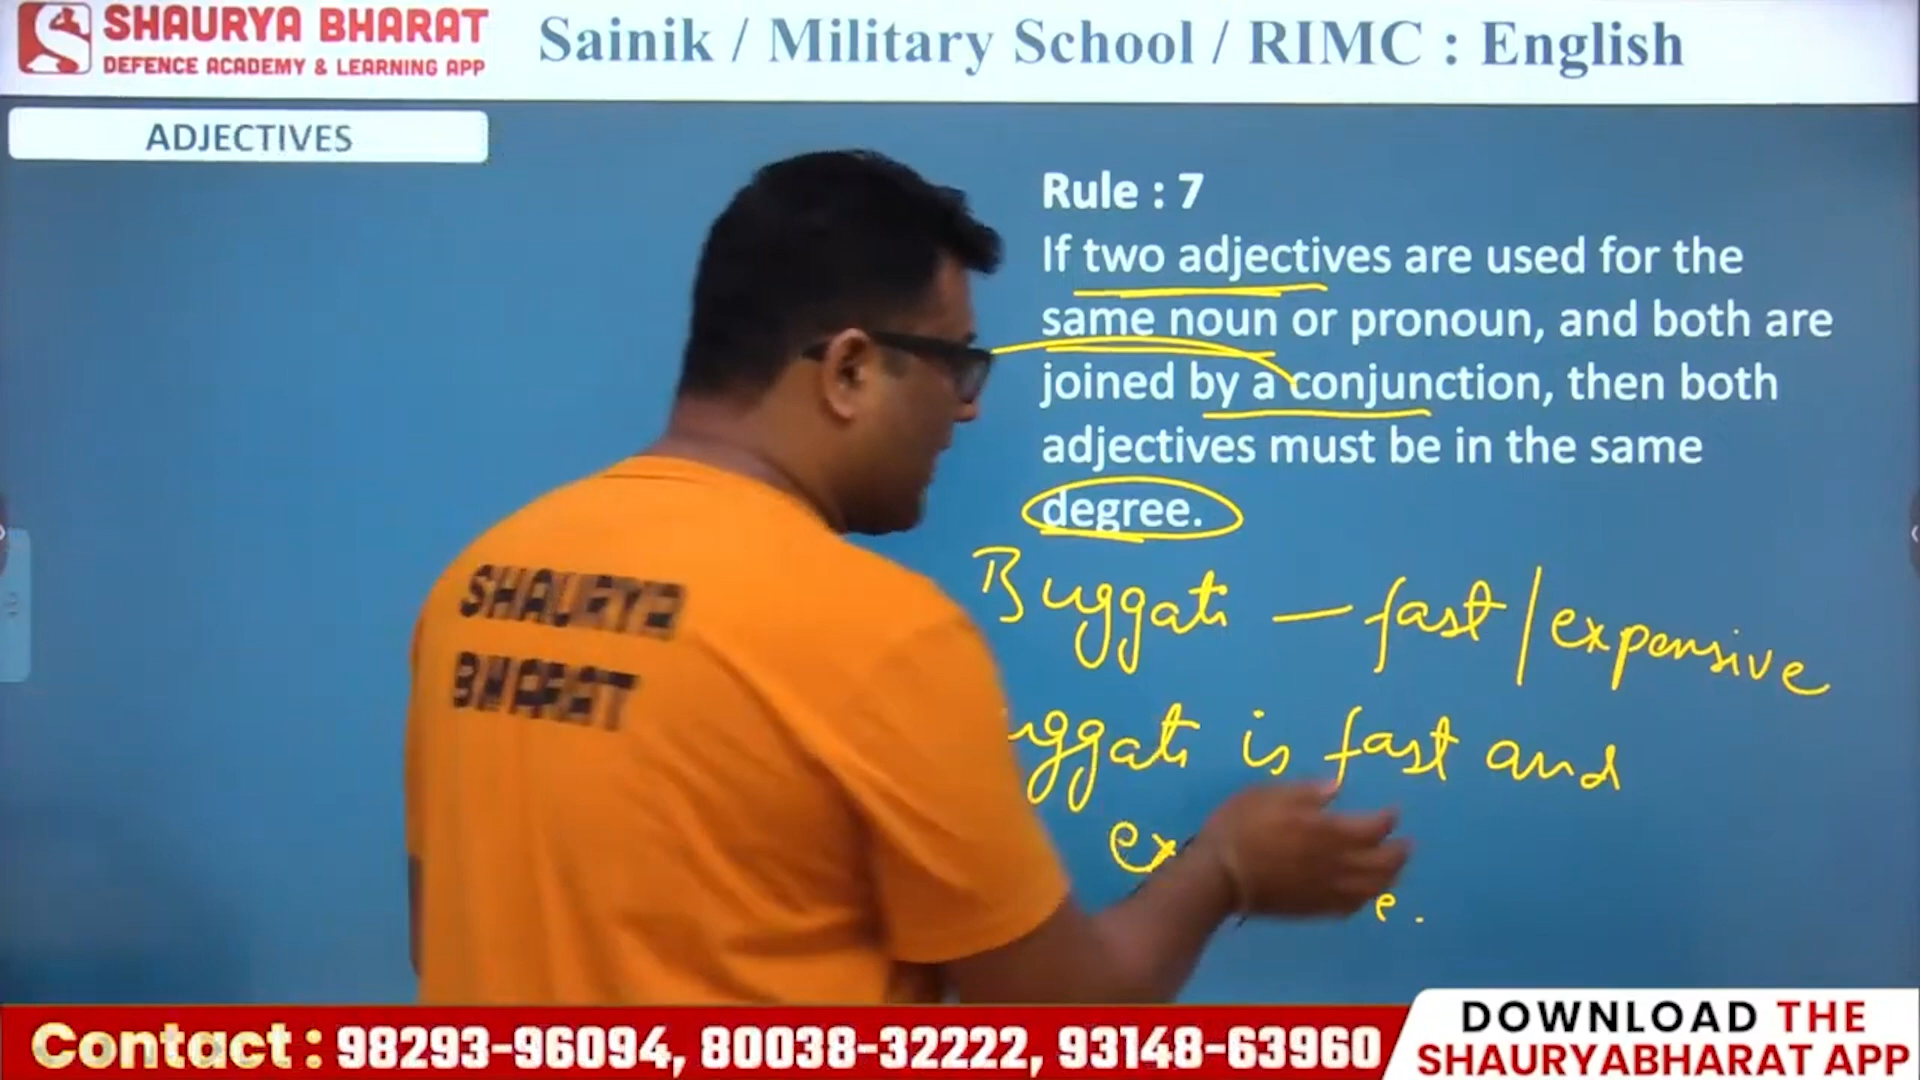 SHAURYA BHARAT
DEFENCE ACADEMY & LEARNING APP
Sainik / Military School / RIMC : English
ADJECTIVES
Rule : 7
If two adjectives are used for the
same noun or pronoun, and both are
joined by a conjunction, then both
adjectives must be in the same
degree.
Buggati – fast / expensive
is fast and
SHAURYA
BHARAT
Contact : 98293-96094, 80038-32222, 93148-63960
DOWNLOAD THE
SHAURYABHARAT APP